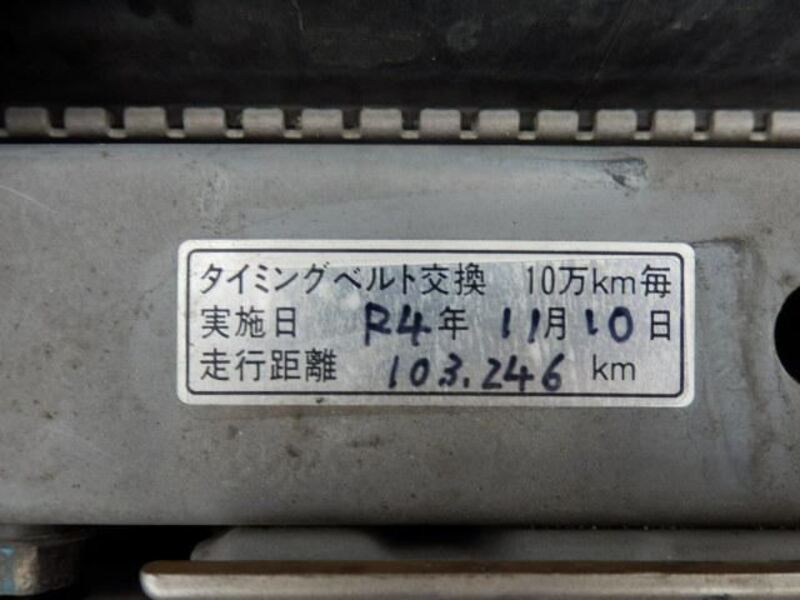 タイミングベルト交換 10万km毎
実施日 R4年 11月10日
走行距離 103.246 km